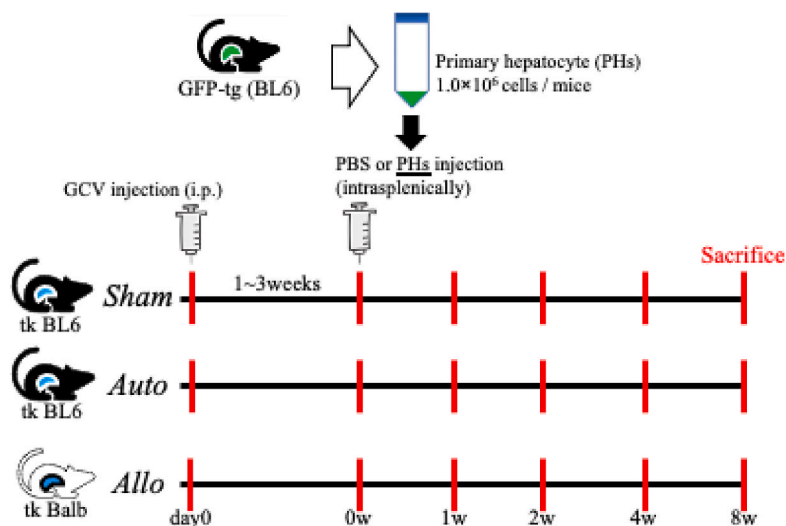 GFP-tg (BL6)
Primary hepatocyte (PHs)
1.0×10⁶ cells / mice
PBS or PHs injection
(intrasplenically)
GCV injection (i.p.)
Sacrifice
1~3weeks
Sham
tk BL6
Auto
tk BL6
Allo
tk Balb
day0 0w 1w 2w 4w 8w